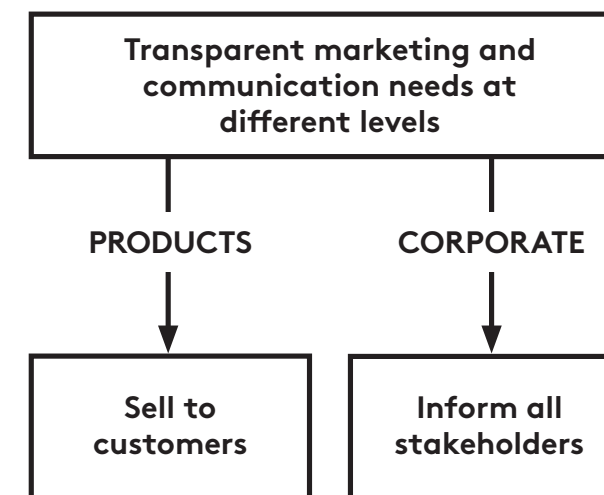 Transparent marketing and
communication needs at
different levels
PRODUCTS
CORPORATE
Sell to
customers
Inform all
stakeholders